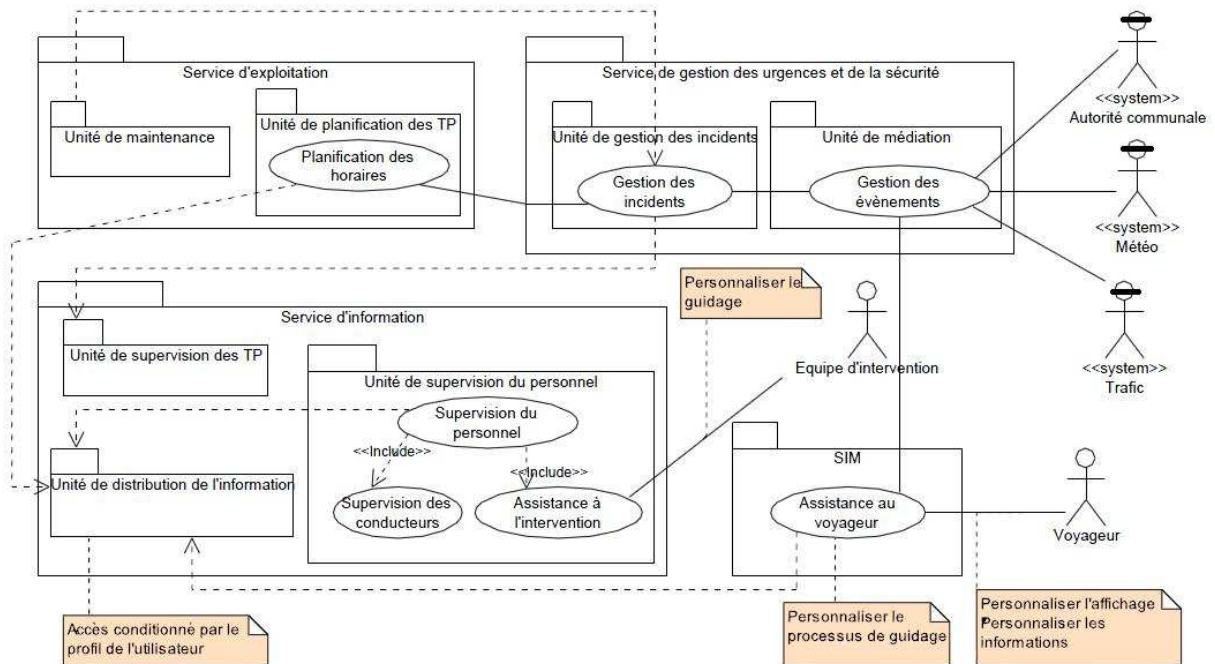 Service d'exploitation
Unité de maintenance
Unité de planification des TP
Planification des
horaires
Service de gestion des urgences et de la sécurité
Unité de gestion des incidents
Gestion des
incidents
Unité de médiation
Gestion des
évènements
<<system>>
Autorité communale
<<system>>
Météo
<<system>>
Trafic
Service d'information
Unité de supervision des TP
Unité de supervision du personnel
Supervision du
personnel
<<Include>>
<<Include>>
Supervision des
conducteurs
Assistance à
l'intervention
Unité de distribution de l'information
Personnaliser le
guidage
Equipe d'intervention
SIM
Assistance au
voyageur
Voyageur
Accès conditionné par le
profil de l'utilisateur
Personnaliser le
processus de guidage
Personnaliser l'affichage
Personnaliser les
informations